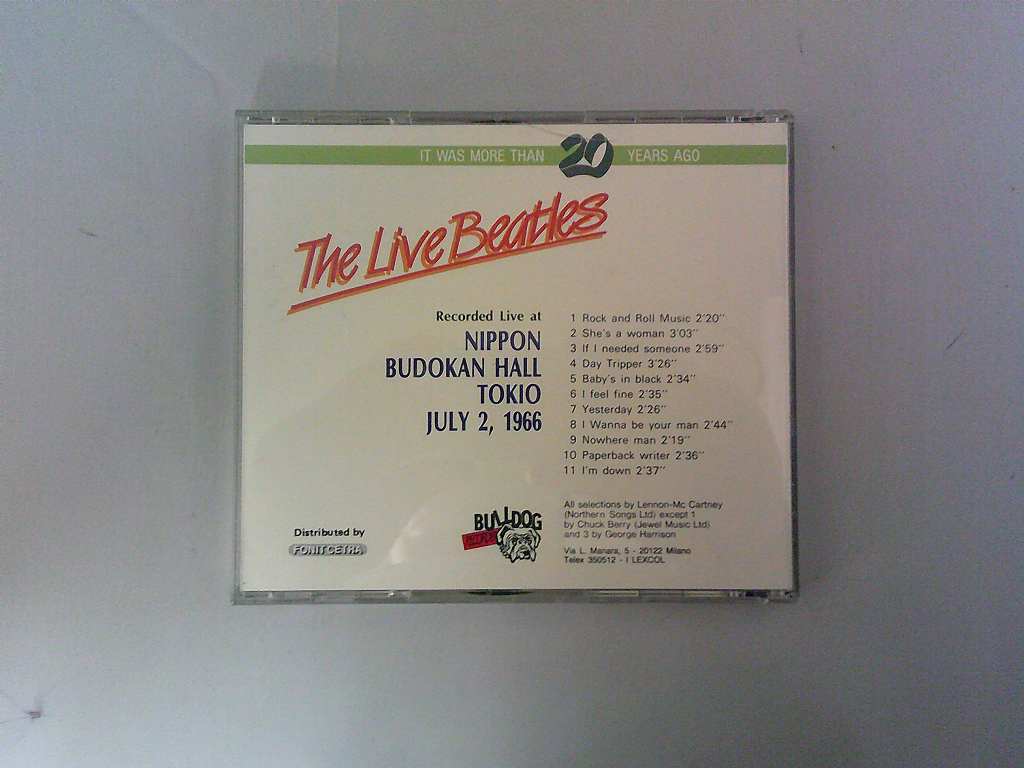 IT WAS MORE THAN 20 YEARS AGO
The Live Beatles
Recorded Live at
NIPPON
BUDOKAN HALL
TOKIO
JULY 2, 1966
1 Rock and Roll Music 2'20''
2 She's a woman 3'03''
3 If I needed someone 2'59''
4 Day Tripper 3'26''
5 Baby's in black 2'34''
6 I feel fine 2'35''
7 Yesterday 2'26''
8 I Wanna be your man 2'44''
9 Nowhere man 2'19''
10 Paperback writer 2'36''
11 I'm down 2'37''
All selections by Lennon-Mc Cartney
(Northern Songs Ltd) except 1
by Chuck Berry (Jewel Music Ltd)
and 3 by George Harrison
Via L. Manara, 5 - 20122 Milano
Telex 350512 - I LEXCOL
BULLDOG
Distributed by
FONIT CETRA